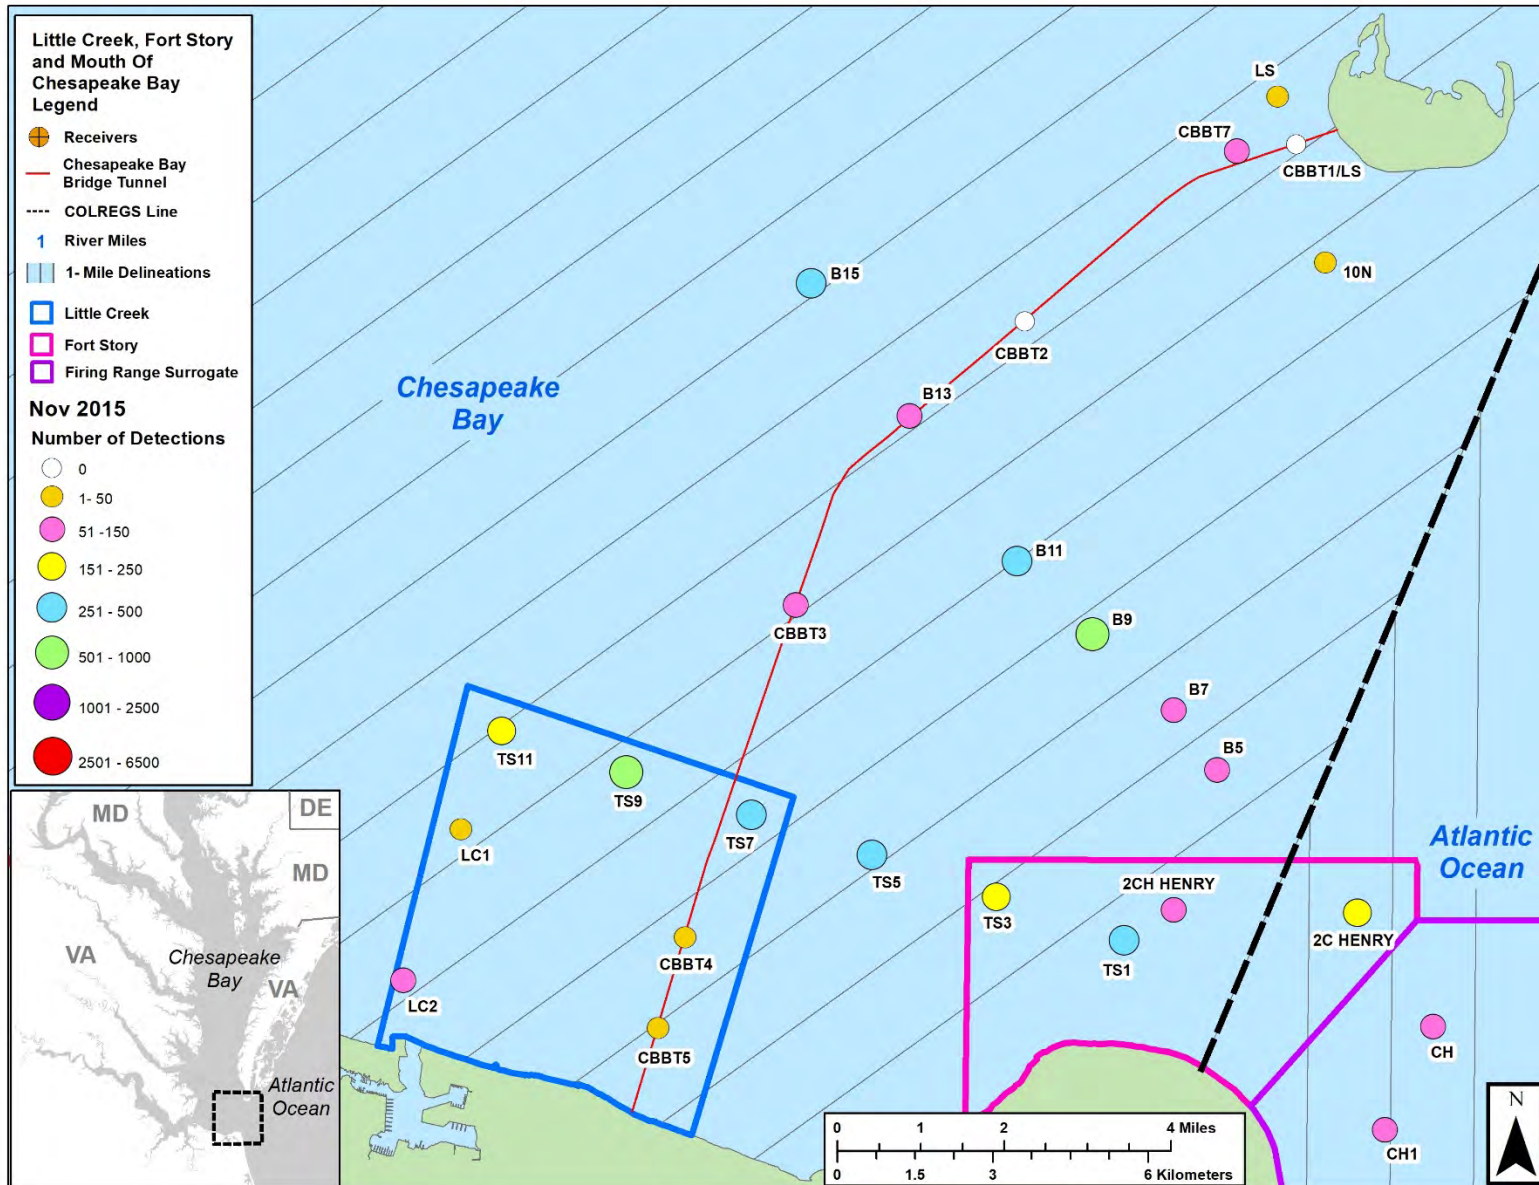 Little Creek, Fort Story
and Mouth Of
Chesapeake Bay
Legend
Receivers
Chesapeake Bay
Bridge Tunnel
COLREGS Line
1 River Miles
1- Mile Delineations
Little Creek
Fort Story
Firing Range Surrogate
Nov 2015
Number of Detections
0
1- 50
51 -150
151 - 250
251 - 500
501 - 1000
1001 - 2500
2501 - 6500
LS
CBBT7
CBBT1/LS
10N
B15
CBBT2
Chesapeake
Bay
B13
B11
CBBT3
B9
B7
B5
TS11
TS9
TS7
LC1
TS5
Atlantic
Ocean
2CH HENRY
TS3
2C HENRY
TS1
CBBT4
LC2
CBBT5
CH
CH1
MD
DE
MD
VA
Chesapeake
Bay
VA
Atlantic
Ocean
0 1 2 4 Miles
0 1.5 3 6 Kilometers
N